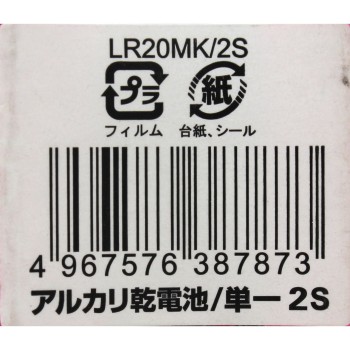 LR20MK/2S
プラ 紙
フィルム 台紙、シール
4 967576 387873
アルカリ乾電池/単一 2S